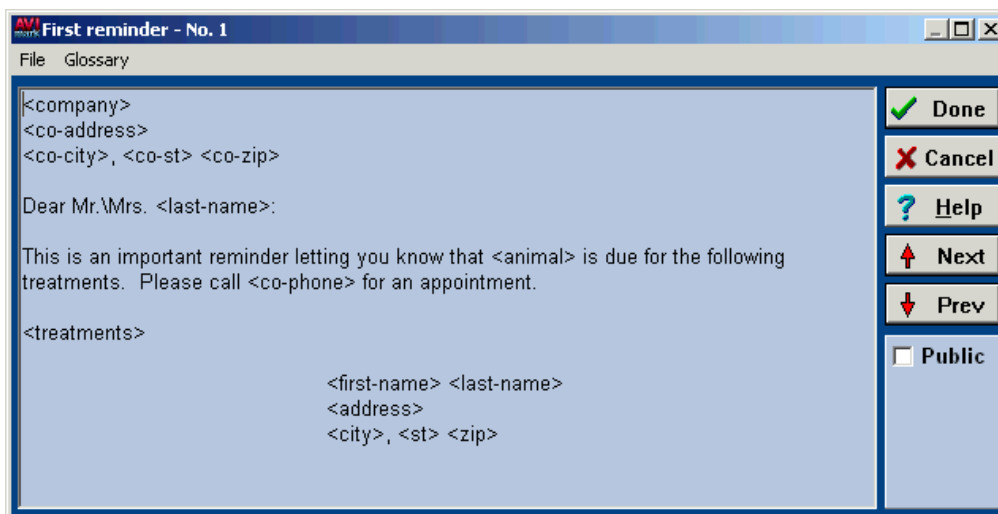 AVI mark First reminder - No. 1
File Glossary
<company>
<co-address>
<co-city>, <co-st> <co-zip>
Dear Mr.\Mrs. <last-name>:
This is an important reminder letting you know that <animal> is due for the following
treatments.  Please call <co-phone> for an appointment.
<treatments>
<first-name> <last-name>
<address>
<city>, <st> <zip>
Done
Cancel
? Help
Next
Prev
Public